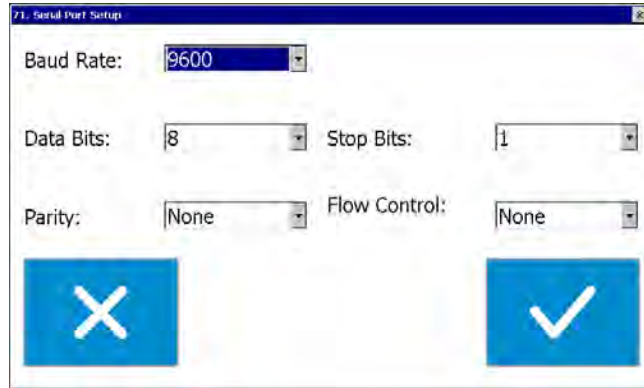 71. Serial Port Setup
Baud Rate: 9600
Data Bits: 8 Stop Bits: 1
Parity: None Flow Control: None